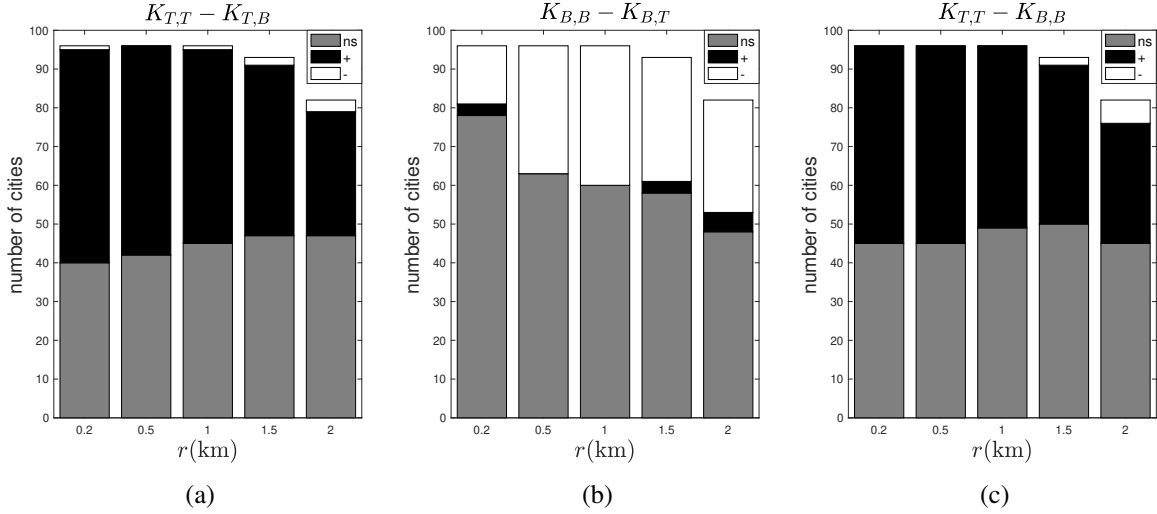 K_{T,T} − K_{T,B}
100
90
80
70
60
50
40
30
20
10
0
number of cities
ns
+
-
0.2 0.5 1 1.5 2
r(km)
(a)
K_{B,B} − K_{B,T}
100
90
80
70
60
50
40
30
20
10
0
number of cities
ns
+
-
0.2 0.5 1 1.5 2
r(km)
(b)
K_{T,T} − K_{B,B}
100
90
80
70
60
50
40
30
20
10
0
number of cities
ns
+
-
0.2 0.5 1 1.5 2
r(km)
(c)